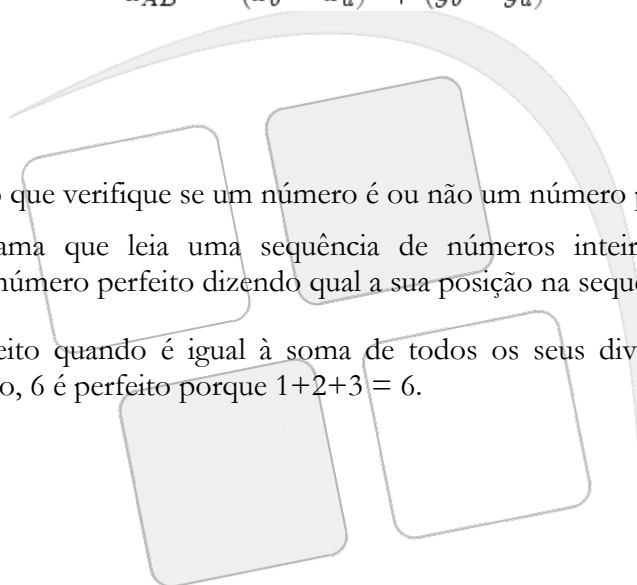 o que verifique se um número é ou não um número p
ama que leia uma sequência de números inteir
número perfeito dizendo qual a sua posição na sequ
eito quando é igual à soma de todos os seus div
o, 6 é perfeito porque 1+2+3 = 6.